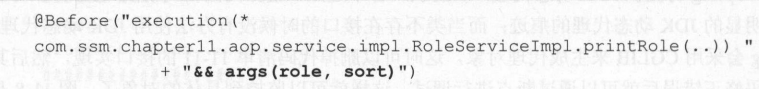 @Before("execution(*
com.ssm.chapter11.aop.service.impl.RoleServiceImpl.printRole(..)) "
+ "&& args(role, sort)")